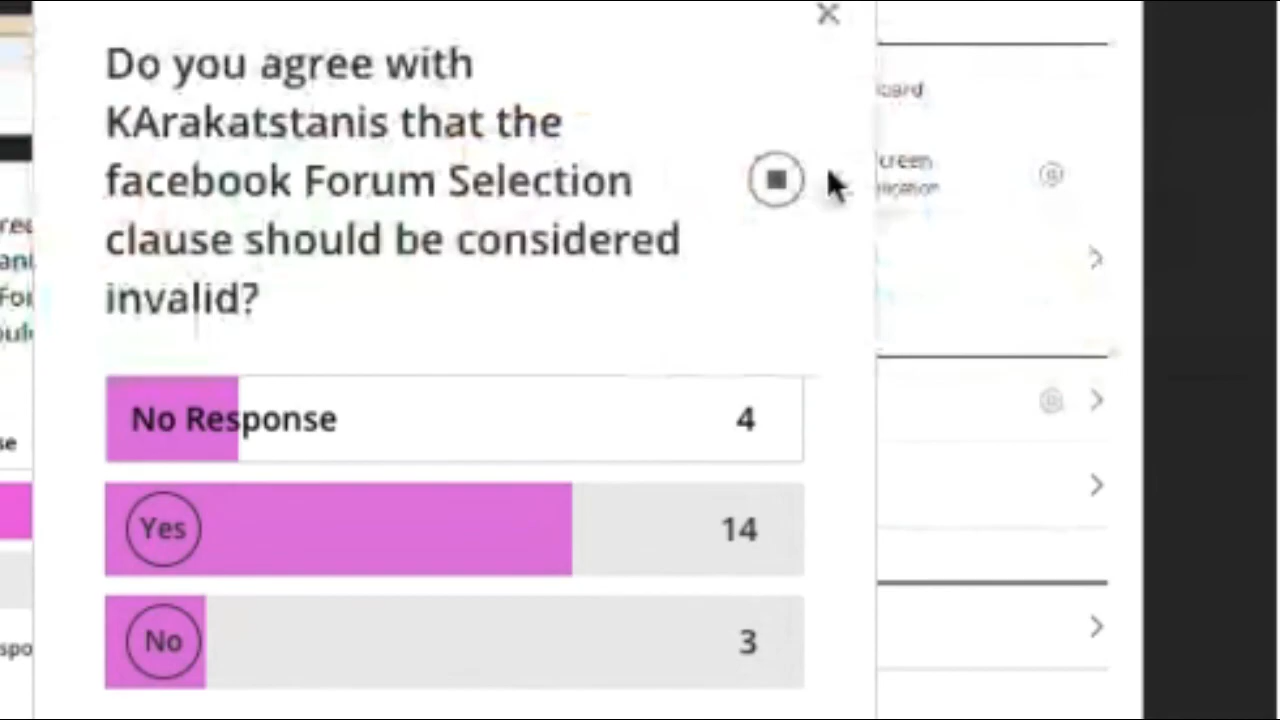 Do you agree with
KArakatstanis that the
facebook Forum Selection
clause should be considered
invalid?
No Response 4
Yes 14
No 3